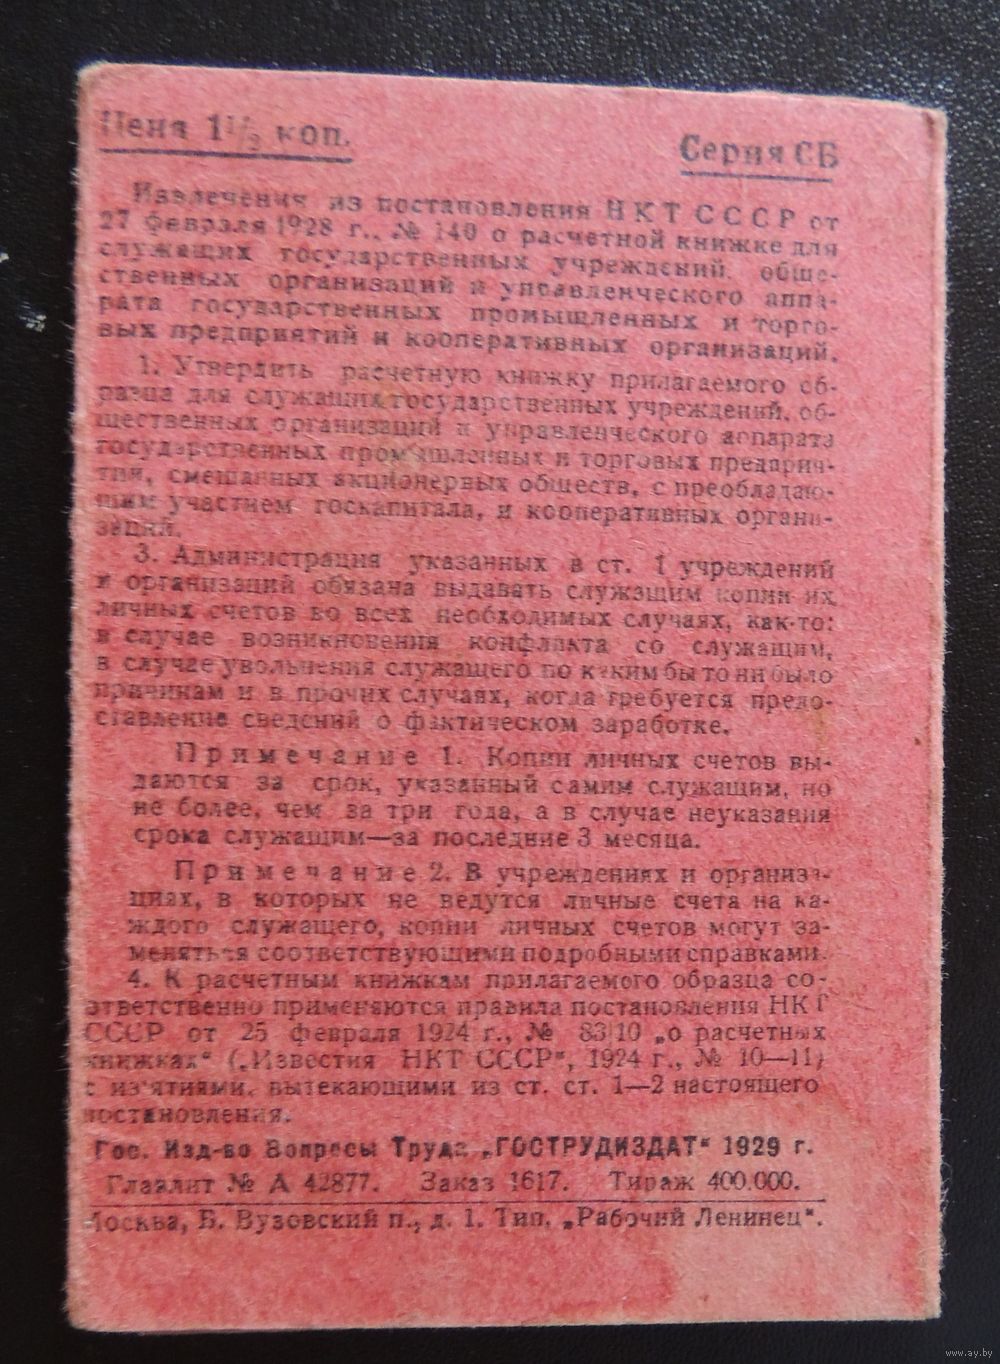 Цена 1 1/2 коп.
Серия СБ
Извлечения из постановления НКТ СССР от
27 февраля 1928 г., № 140 о расчетной книжке для
служащих государственных учреждений, обще-
ственных организаций и управленческого аппа-
рата государственных промышленных и торго-
вых предприятий и кооперативных организаций.
1. Утвердить расчетную книжку прилагаемого об-
разца для служащих государственных учреждений, об-
щественных организаций и управленческого аппарата
государственных промышленных и торговых предприя-
тий, смешанных акционерных обществ, с преобладаю-
щим участием госкапитала, и кооперативных органи-
заций.
3. Администрация указанных в ст. 1 учреждений
и организаций обязана выдавать служащим копии их
личных счетов во всех необходимых случаях, как-то:
в случае возникновения конфликта со служащим,
в случае увольнения служащего по каким бы то ни было
причинам и в прочих случаях, когда требуется предо-
ставление сведений о фактическом заработке.
Примечание 1. Копии личных счетов вы-
даются за срок, указанный самим служащим, но
не более, чем за три года, а в случае неуказания
срока служащим—за последние 3 месяца.
Примечание 2. В учреждениях и организа-
циях, в которых не ведутся личные счета на ка-
ждого служащего, копии личных счетов могут за-
меняться соответствующими подробными справками.
4. К расчетным книжкам прилагаемого образца со-
ответственно применяются правила постановления НКТ
СССР от 25 февраля 1924 г., № 83|10 „о расчетных
книжках“ („Известия НКТ СССР“, 1924 г., № 10—11)
с из'ятиями, вытекающими из ст. ст. 1—2 настоящего
постановления.
Гос. Изд-во Вопросы Труда „ГОСТРУДИЗДАТ“ 1929 г.
Главлит № А 42877. Заказ 1617. Тираж 400.000.
Москва, Б. Вузовский п., д. 1. Тип. „Рабочий Ленинец“.
www.ay.by